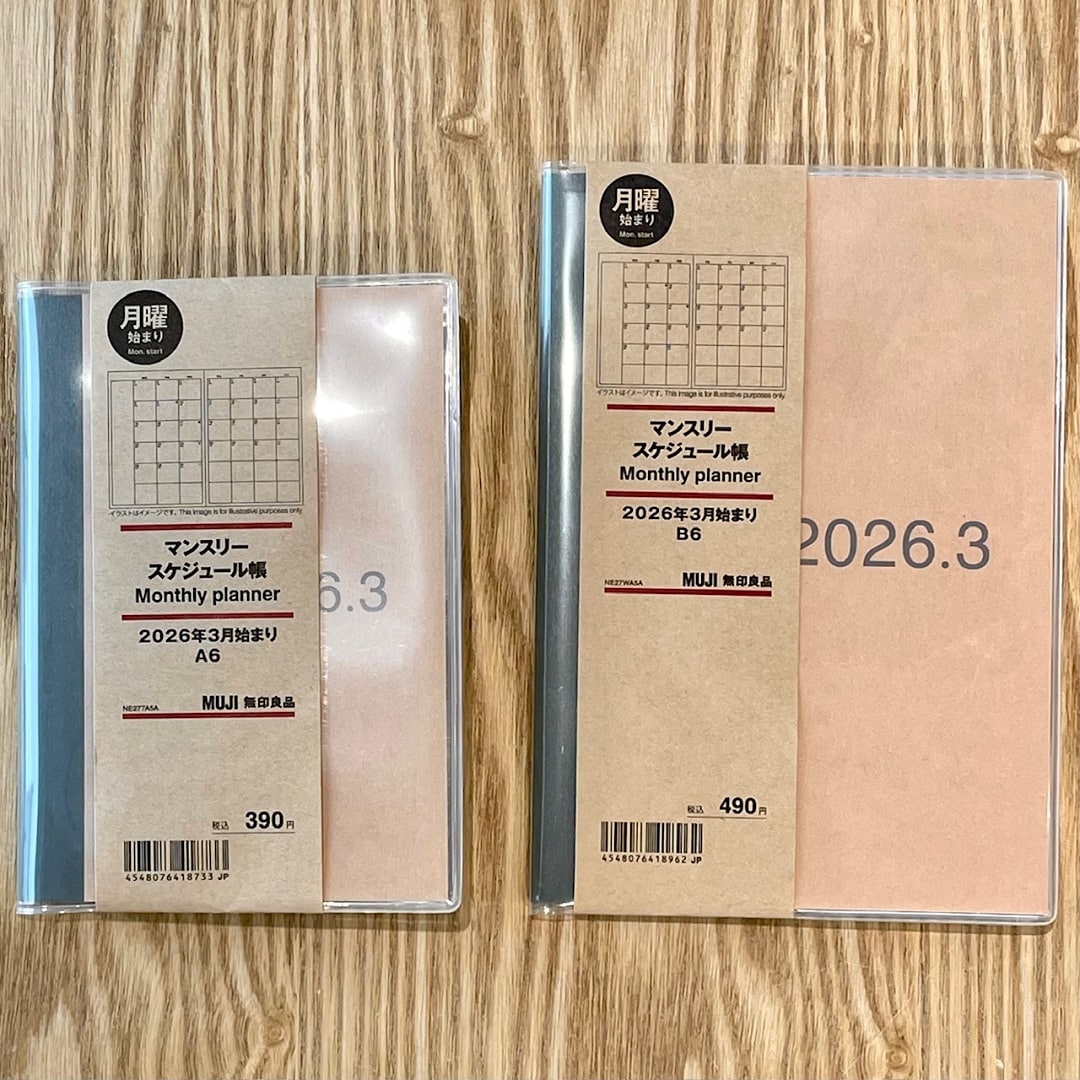 月曜
始まり
Mon. start
イラストはイメージです。This image is for illustrative purposes only.
マンスリー
スケジュール帳
Monthly planner
2026年3月始まり
A6
NE277A5A MUJI 無印良品
税込 390円
4548076418733 JP
6.3
月曜
始まり
Mon. start
イラストはイメージです。This image is for illustrative purposes only.
マンスリー
スケジュール帳
Monthly planner
2026年3月始まり
B6
NE27WA5A MUJI 無印良品
税込 490円
4548076418962 JP
2026.3